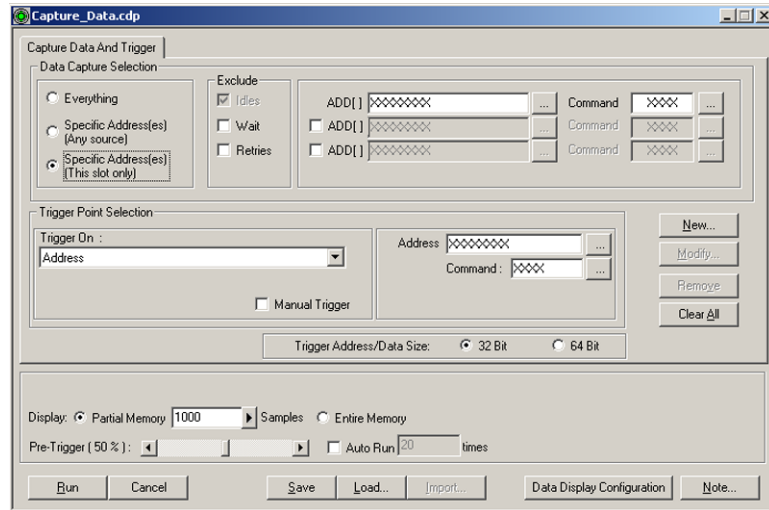 Capture_Data.cdp
Capture Data And Trigger
Data Capture Selection
Everything
Specific Address(es)
(Any source)
Specific Address(es)
(This slot only)
Exclude
Idles
Wait
Retries
ADD[ ] XXXXXXXX ... Command XXXX ...
ADD[ ] XXXXXXXX ... Command XXXX ...
ADD[ ] XXXXXXXX ... Command XXXX ...
Trigger Point Selection
Trigger On :
Address
Manual Trigger
Address XXXXXXXX ...
Command : XXXX ...
New...
Modify...
Remove
Clear All
Trigger Address/Data Size: 32 Bit 64 Bit
Display: Partial Memory 1000 Samples Entire Memory
Pre-Trigger ( 50 % ) : Auto Run 20 times
Run Cancel Save Load... Import... Data Display Configuration Note...